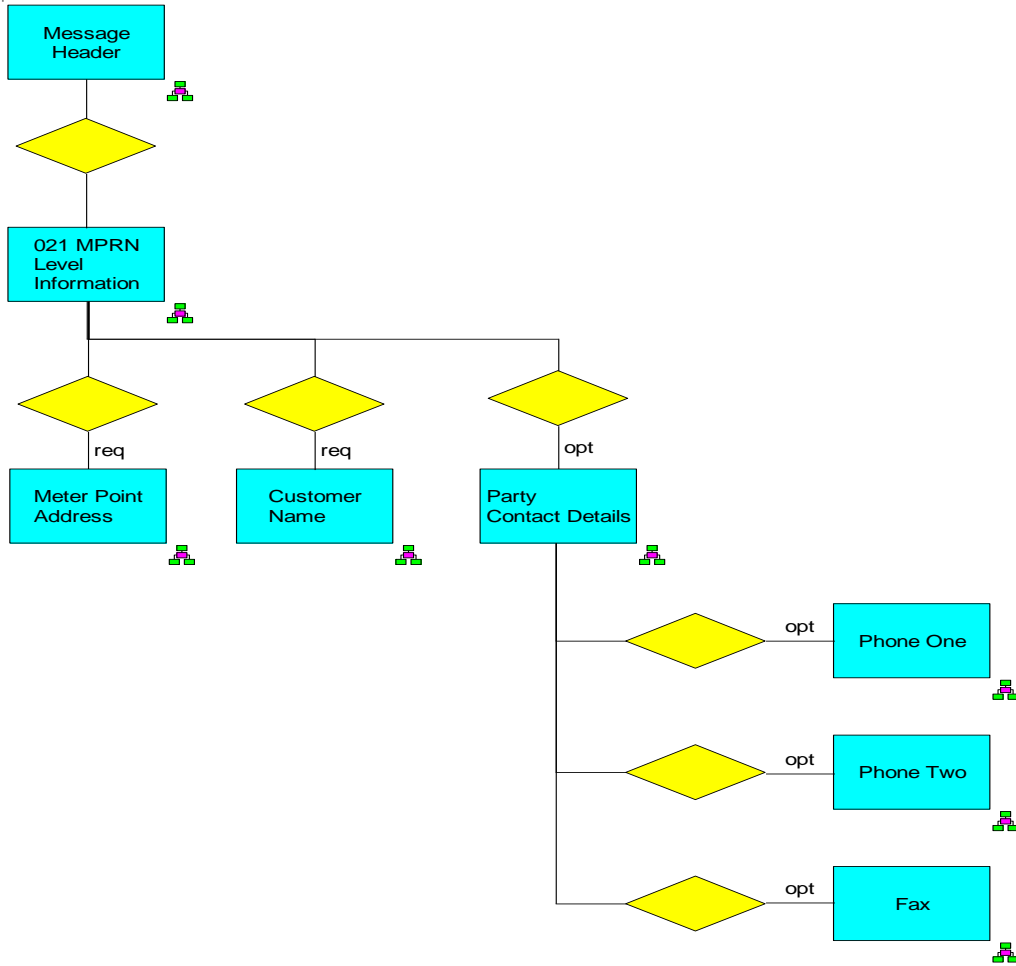 Message
Header
021 MPRN
Level
Information
req
req
opt
Meter Point
Address
Customer
Name
Party
Contact Details
opt
Phone One
opt
Phone Two
opt
Fax